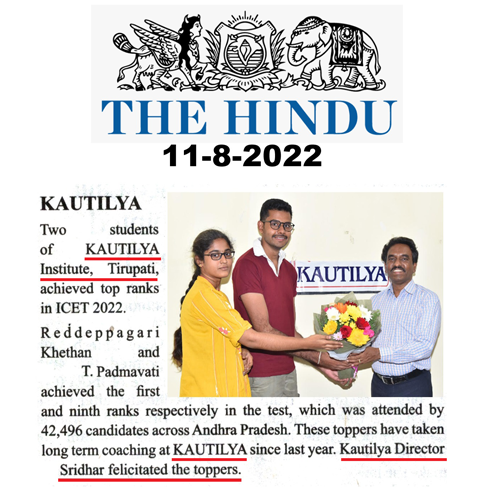 THE HINDU
11-8-2022
KAUTILYA
Two students
of KAUTILYA
Institute, Tirupati,
achieved top ranks
in ICET 2022.
Reddeppagari
Khethan and
T. Padmavati
achieved the first
and ninth ranks respectively in the test, which was attended by
42,496 candidates across Andhra Pradesh. These toppers have taken
long term coaching at KAUTILYA since last year. Kautilya Director
Sridhar felicitated the toppers.
KAUTILYA